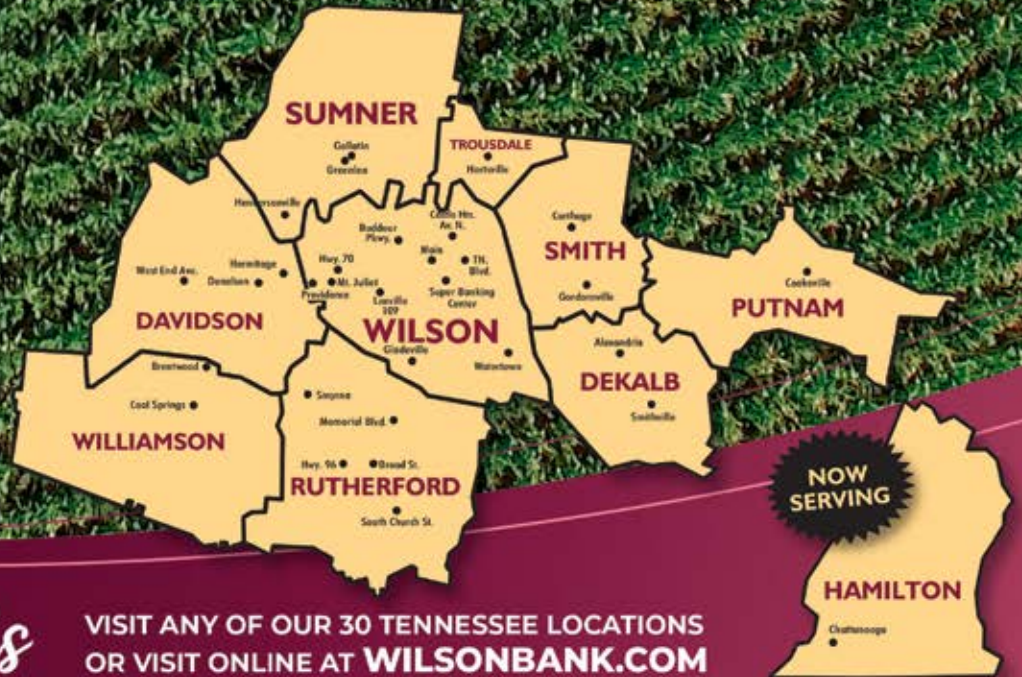 SUMNER
Gallatin
Greenlea
TROUSDALE
Hartsville
Hendersonville
Castle Hts.
Av. N.
Baddour
Pkwy.
Main
TN.
Blvd.
Hwy. 70
Mt. Juliet
Providence
Leeville
109
Super Banking
Center
WILSON
Gladeville
Watertown
Carthage
SMITH
Gordonsville
Cookeville
PUTNAM
West End Ave.
Hermitage
Donelson
DAVIDSON
Alexandria
DEKALB
Smithville
Brentwood
Cool Springs
WILLIAMSON
Smyrna
Memorial Blvd.
Hwy. 96
Broad St.
RUTHERFORD
South Church St.
NOW
SERVING
HAMILTON
Chattanooga
VISIT ANY OF OUR 30 TENNESSEE LOCATIONS
OR VISIT ONLINE AT WILSONBANK.COM